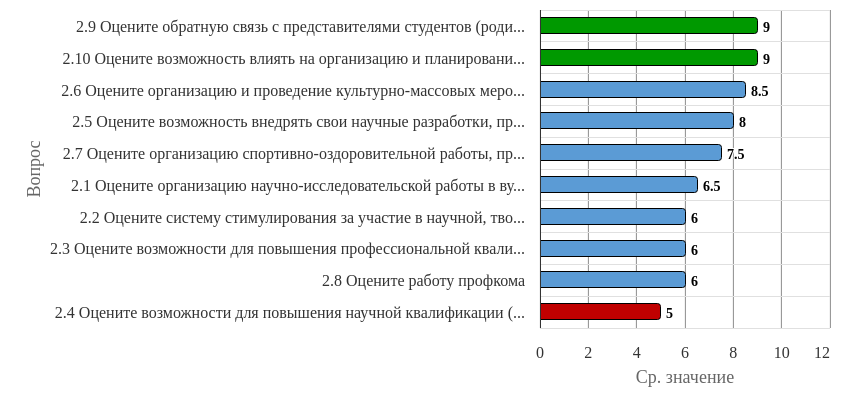 2.9 Оцените обратную связь с представителями студентов (роди... 9
2.10 Оцените возможность влиять на организацию и планировани... 9
2.6 Оцените организацию и проведение культурно-массовых меро... 8.5
2.5 Оцените возможность внедрять свои научные разработки, пр... 8
2.7 Оцените организацию спортивно-оздоровительной работы, пр... 7.5
2.1 Оцените организацию научно-исследовательской работы в ву... 6.5
2.2 Оцените систему стимулирования за участие в научной, тво... 6
2.3 Оцените возможности для повышения профессиональной квали... 6
2.8 Оцените работу профкома 6
2.4 Оцените возможности для повышения научной квалификации (... 5
Вопрос
0 2 4 6 8 10 12
Ср. значение